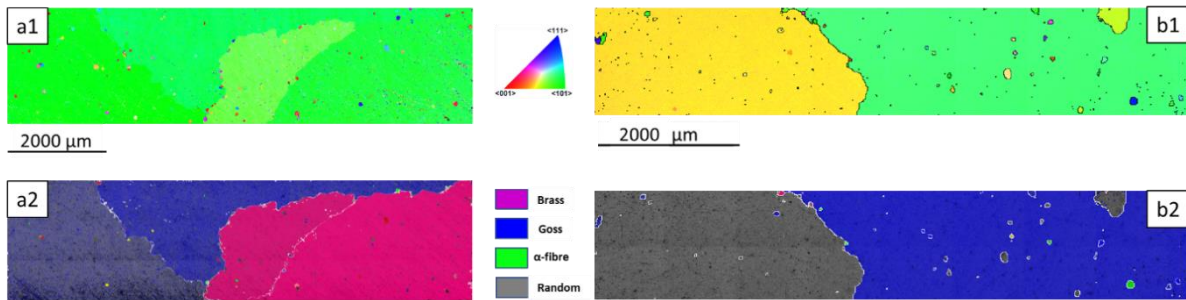 a1
<111>
<001>
<101>
b1
2000 µm
2000 µm
a2
Brass
Goss
α-fibre
Random
b2